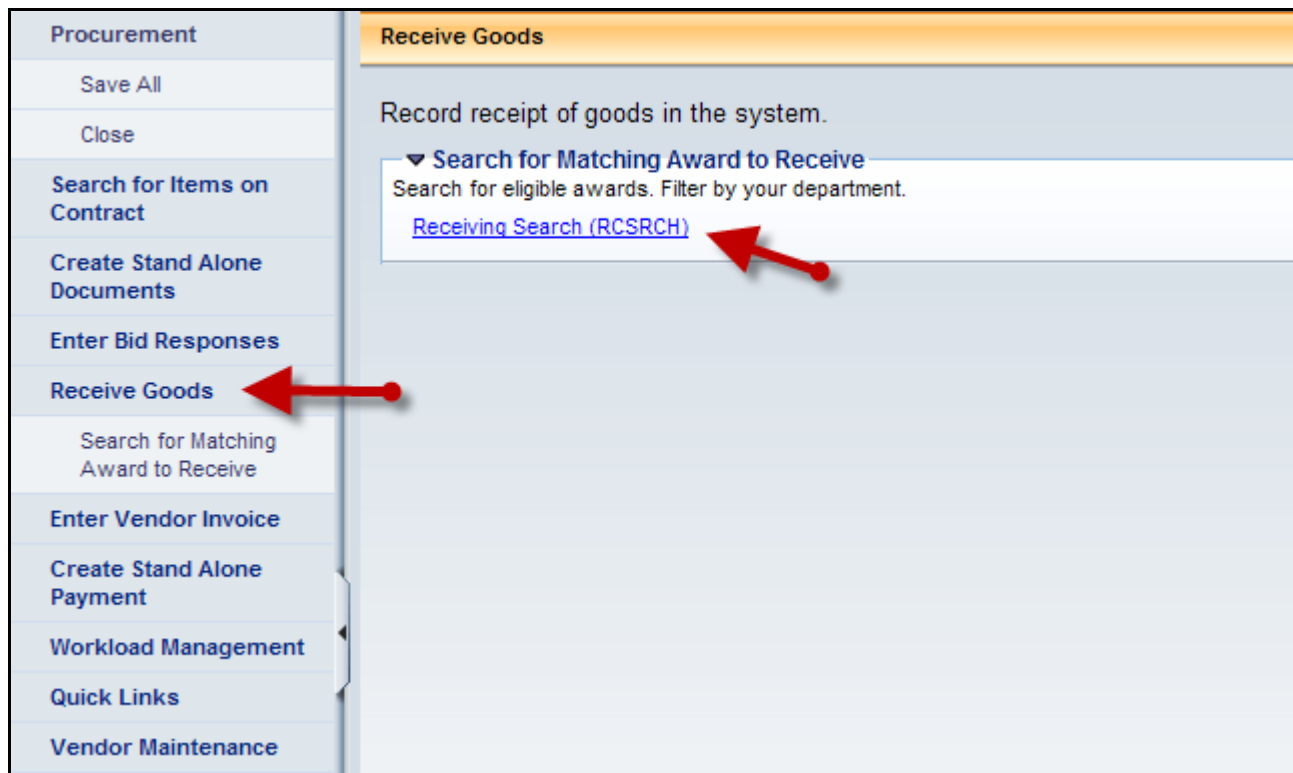 Procurement
Save All
Close
Search for Items on
Contract
Create Stand Alone
Documents
Enter Bid Responses
Receive Goods
Search for Matching
Award to Receive
Enter Vendor Invoice
Create Stand Alone
Payment
Workload Management
Quick Links
Vendor Maintenance
Receive Goods
Record receipt of goods in the system.
Search for Matching Award to Receive
Search for eligible awards. Filter by your department.
Receiving Search (RCSRCH)